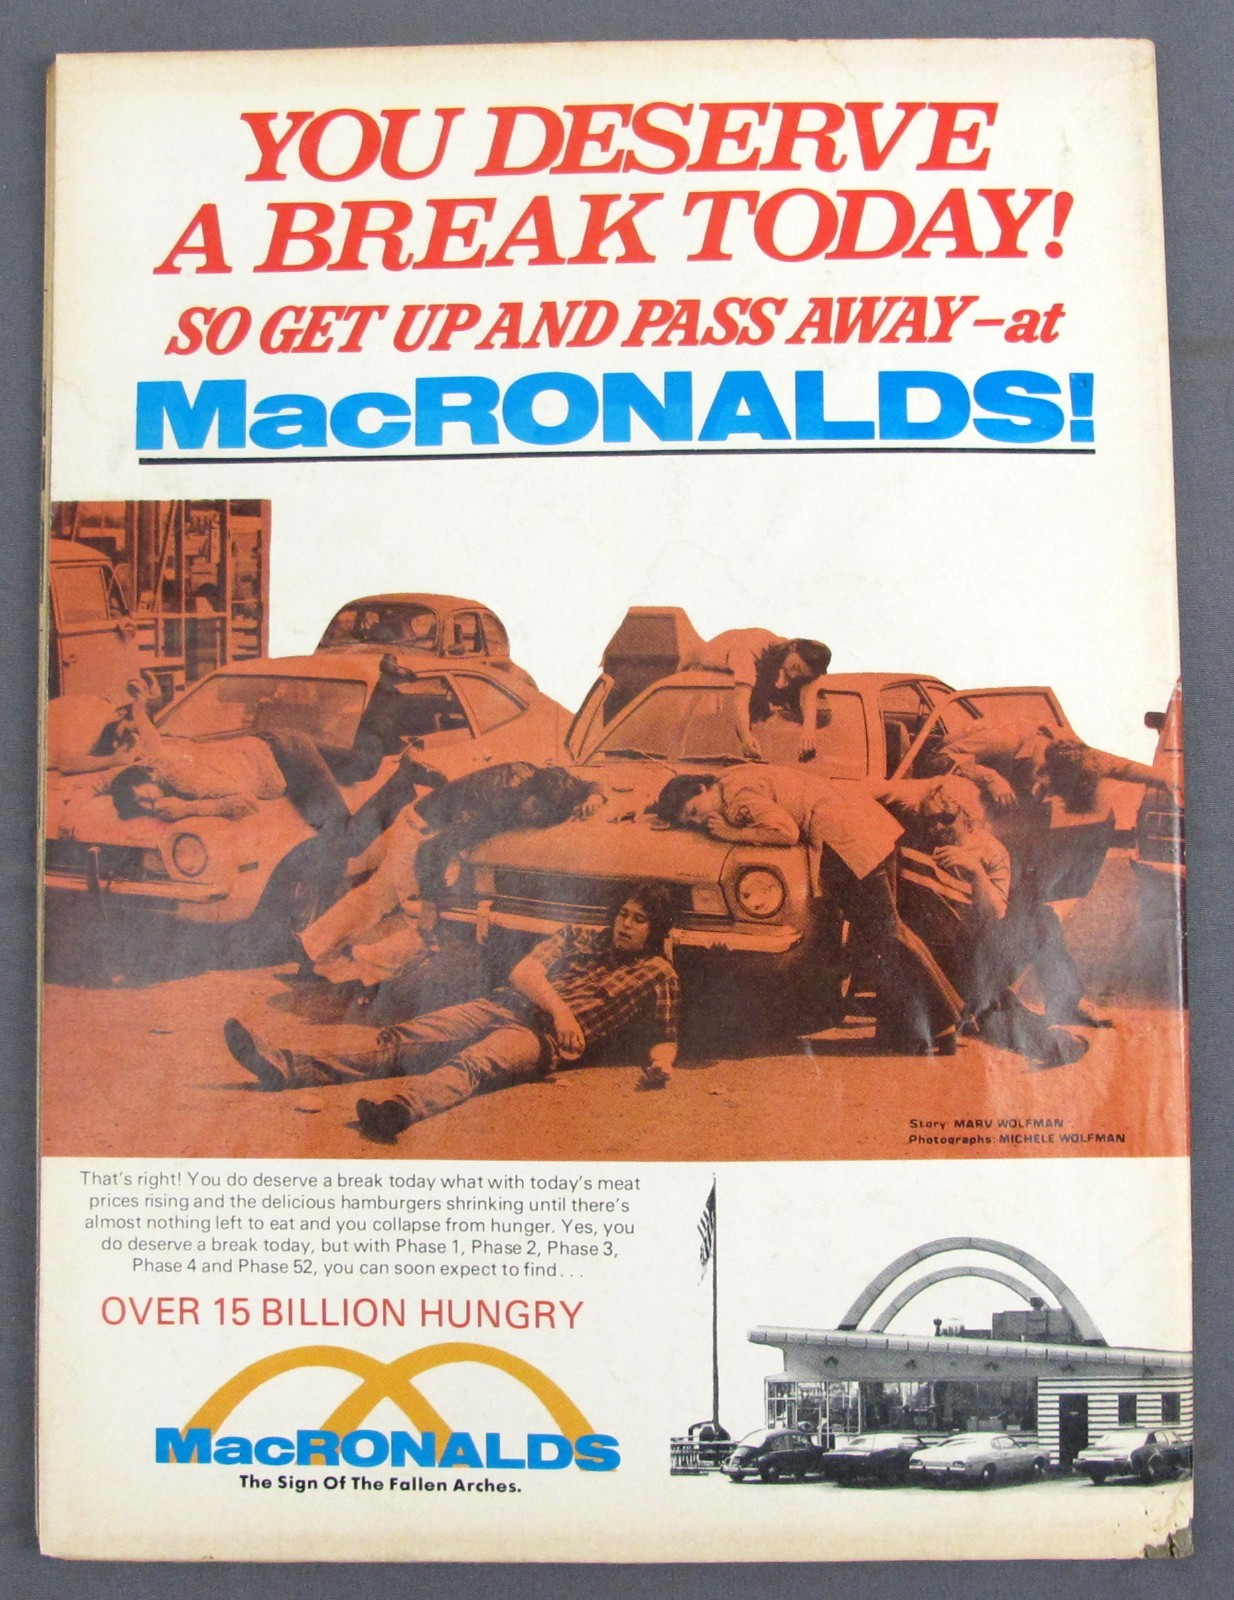 YOU DESERVE
A BREAK TODAY!
SO GET UP AND PASS AWAY–at
MacRONALDS!
Story: MARV WOLFMAN
Photographs: MICHELE WOLFMAN
That's right! You do deserve a break today what with today's meat
prices rising and the delicious hamburgers shrinking until there's
almost nothing left to eat and you collapse from hunger. Yes, you
do deserve a break today, but with Phase 1, Phase 2, Phase 3,
Phase 4 and Phase 52, you can soon expect to find . . .
OVER 15 BILLION HUNGRY
MacRONALDS
The Sign Of The Fallen Arches.